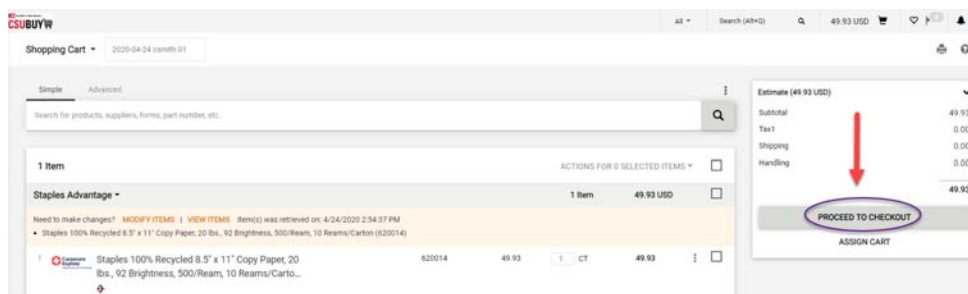 CSUBUY
All
Search (Alt+Q)
49.93 USD
Shopping Cart
2020-04-24 csmith 01
Simple
Advanced
Search for products, suppliers, forms, part number, etc.
1 Item
ACTIONS FOR 0 SELECTED ITEMS
Staples Advantage
1 Item
49.93 USD
Need to make changes? MODIFY ITEMS | VIEW ITEMS Item(s) was retrieved on: 4/24/2020 2:54:37 PM
• Staples 100% Recycled 8.5" x 11" Copy Paper, 20 lbs., 92 Brightness, 500/Ream, 10 Reams/Carton (620014)
1
Corporate Express
Staples 100% Recycled 8.5" x 11" Copy Paper, 20
lbs., 92 Brightness, 500/Ream, 10 Reams/Carto...
620014
49.93
1 CT
49.93
Estimate (49.93 USD)
Subtotal 49.93
Tax1 0.00
Shipping 0.00
Handling 0.00
49.93
PROCEED TO CHECKOUT
ASSIGN CART